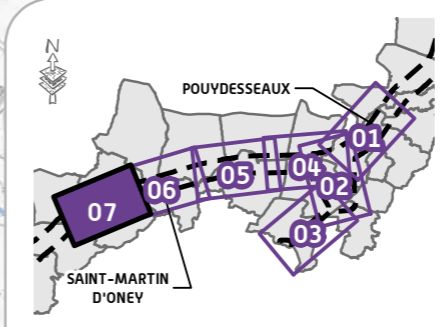 N
POUYDESSEAUX
01
04
05
06
02
07
03
SAINT-MARTIN
D'ONEY